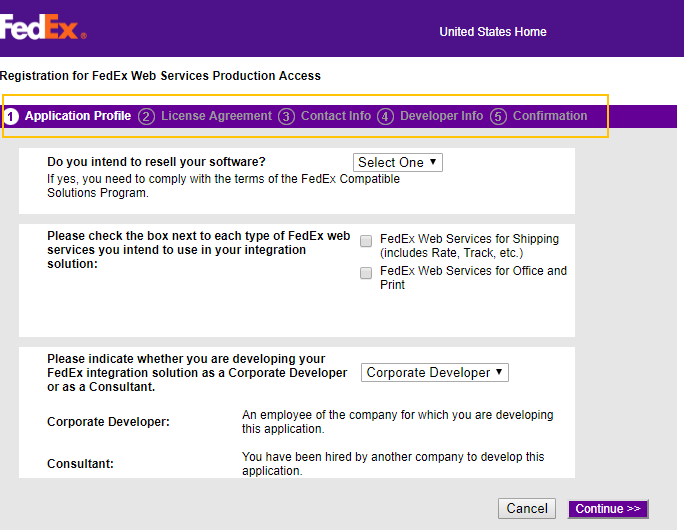 FedEx®
United States Home
Registration for FedEx Web Services Production Access
1 Application Profile 2 License Agreement 3 Contact Info 4 Developer Info 5 Confirmation
Do you intend to resell your software? Select One
If yes, you need to comply with the terms of the FedEx Compatible
Solutions Program.
Please check the box next to each type of FedEx web
services you intend to use in your integration
solution:
FedEx Web Services for Shipping
(includes Rate, Track, etc.)
FedEx Web Services for Office and
Print
Please indicate whether you are developing your
FedEx integration solution as a Corporate Developer
or as a Consultant.
Corporate Developer
Corporate Developer:
An employee of the company for which you are developing
this application.
Consultant:
You have been hired by another company to develop this
application.
Cancel Continue >>